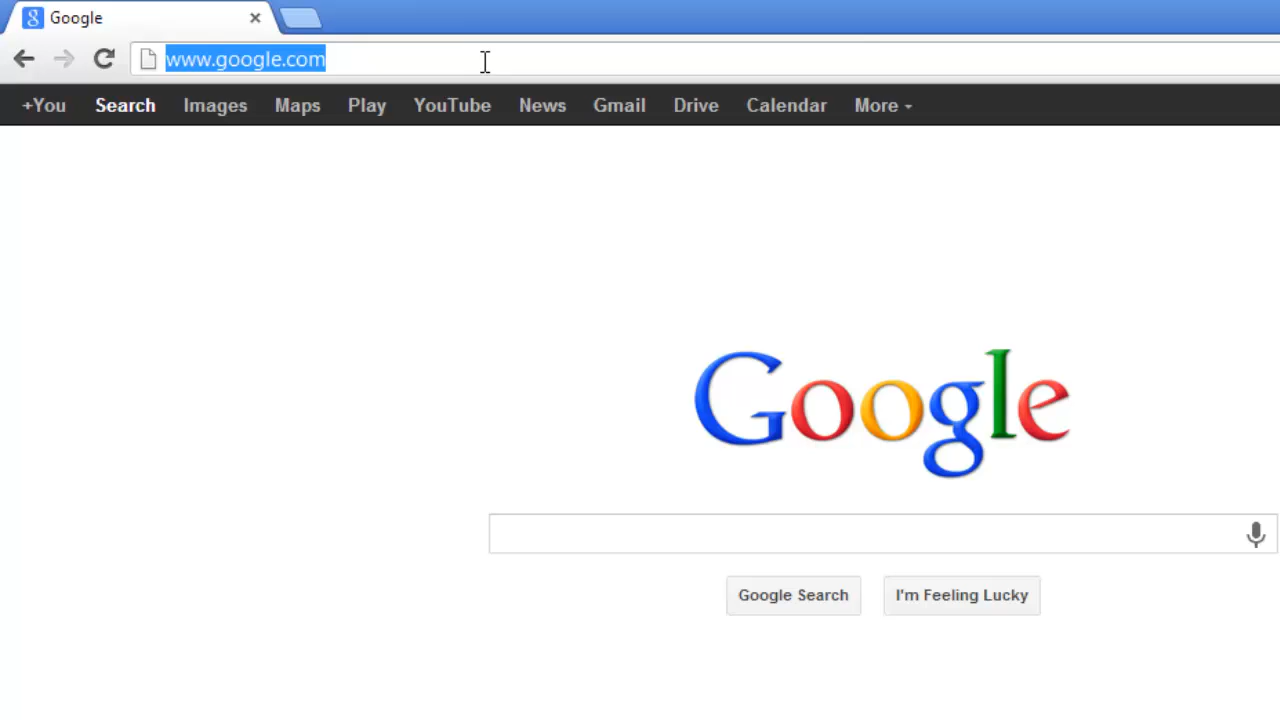 Google
www.google.com
+You Search Images Maps Play YouTube News Gmail Drive Calendar More
Google
Google Search I'm Feeling Lucky